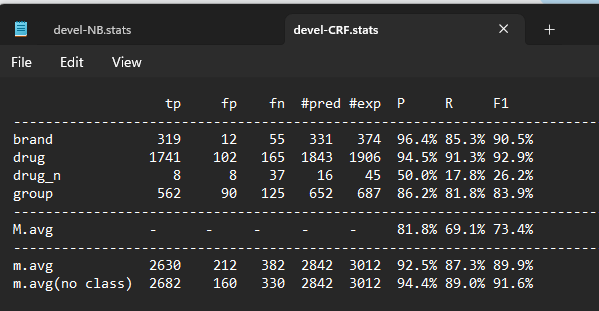 devel-NB.stats devel-CRF.stats
File Edit View
tp fp fn #pred #exp P R F1
------------------------------------------------------------------------------
brand 319 12 55 331 374 96.4% 85.3% 90.5%
drug 1741 102 165 1843 1906 94.5% 91.3% 92.9%
drug_n 8 8 37 16 45 50.0% 17.8% 26.2%
group 562 90 125 652 687 86.2% 81.8% 83.9%
------------------------------------------------------------------------------
M.avg - - - - - 81.8% 69.1% 73.4%
------------------------------------------------------------------------------
m.avg 2630 212 382 2842 3012 92.5% 87.3% 89.9%
m.avg(no class) 2682 160 330 2842 3012 94.4% 89.0% 91.6%